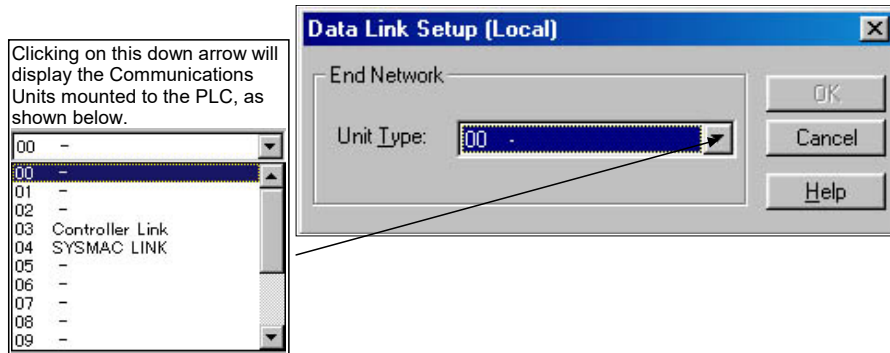 Clicking on this down arrow will
display the Communications
Units mounted to the PLC, as
shown below.
00 -
00 -
01 -
02 -
03 Controller Link
04 SYSMAC LINK
05 -
06 -
07 -
08 -
09 -
Data Link Setup (Local)
End Network
Unit Type:
00 -
OK
Cancel
Help